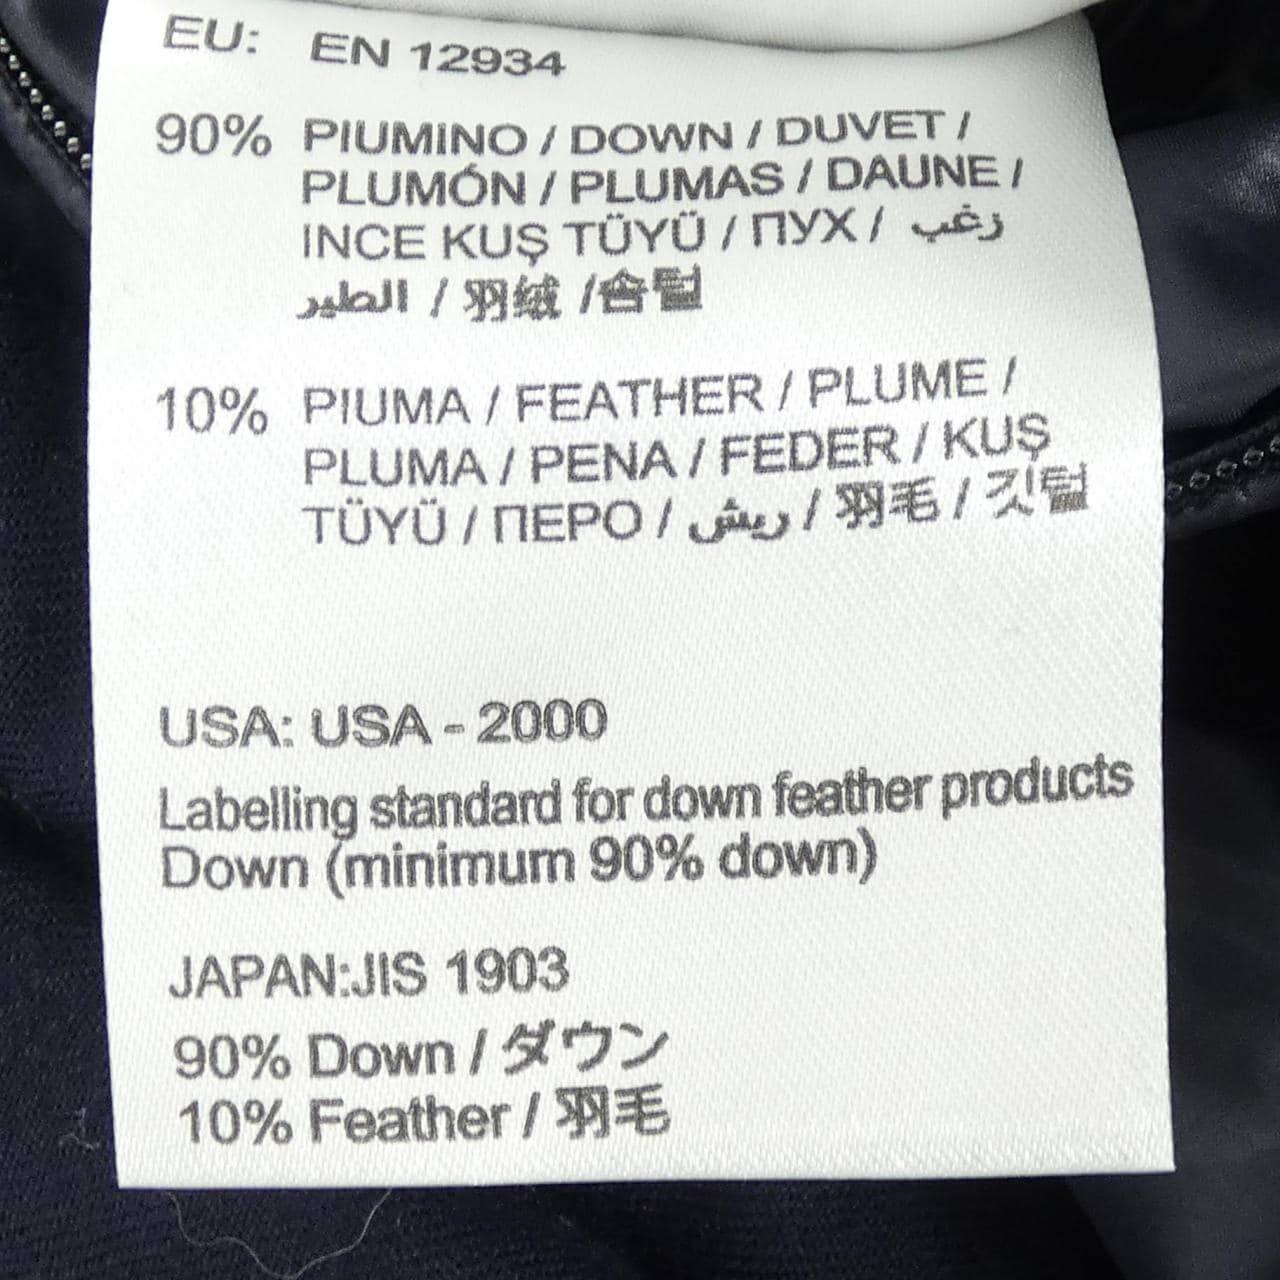 EU: EN 12934
90% PIUMINO / DOWN / DUVET /
PLUMÓN / PLUMAS / DAUNE /
INCE KUŞ TÜYÜ / ПУХ / زغب
الطير / 羽绒 /솜털
10% PIUMA / FEATHER / PLUME /
PLUMA / PENA / FEDER / KUŞ
TÜYÜ / ПЕРО / ريش / 羽毛 / 깃털
USA: USA - 2000
Labelling standard for down feather products
Down (minimum 90% down)
JAPAN:JIS 1903
90% Down / ダウン
10% Feather / 羽毛